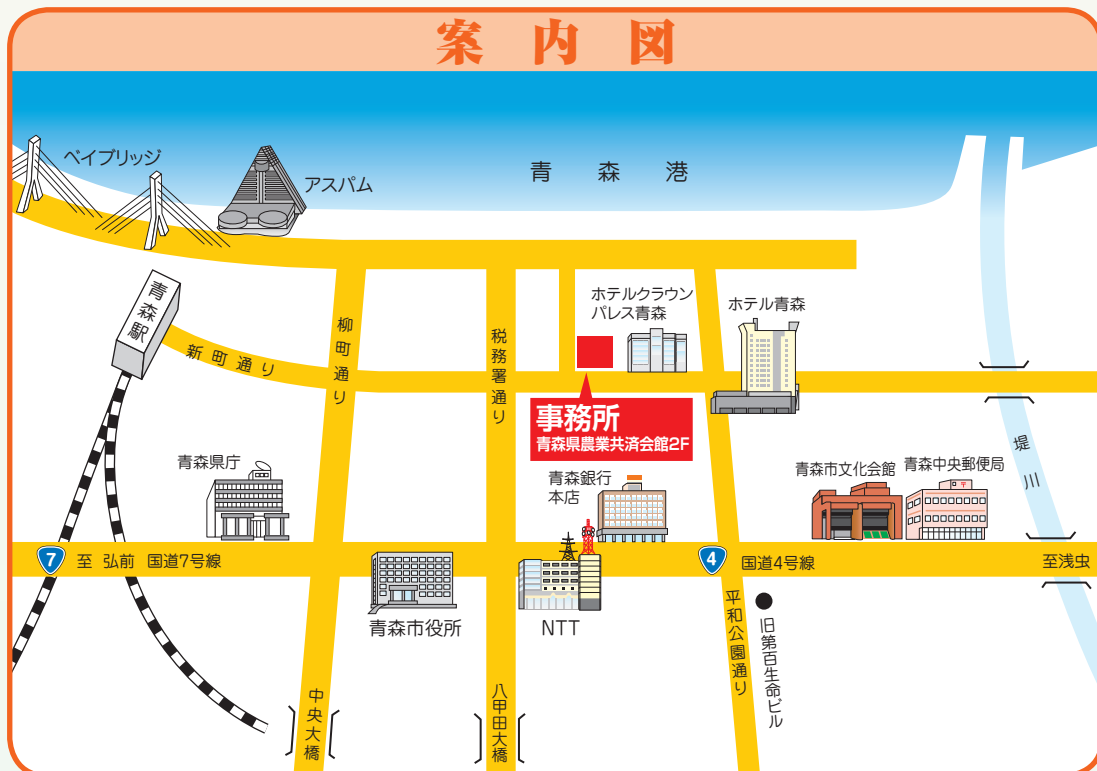 案内図
ベイブリッジ
アスパム
青森港
青森駅
新町通り
柳町通り
税務署通り
ホテルクラウン
パレス青森
ホテル青森
事務所
青森県農業共済会館2F
青森県庁
青森銀行
本店
青森市文化会館
青森中央郵便局
〒
堤川
7
至 弘前 国道7号線
4
国道4号線
至浅虫
青森市役所
NTT
平和公園通り
旧第百生命ビル
中央大橋
八甲田大橋